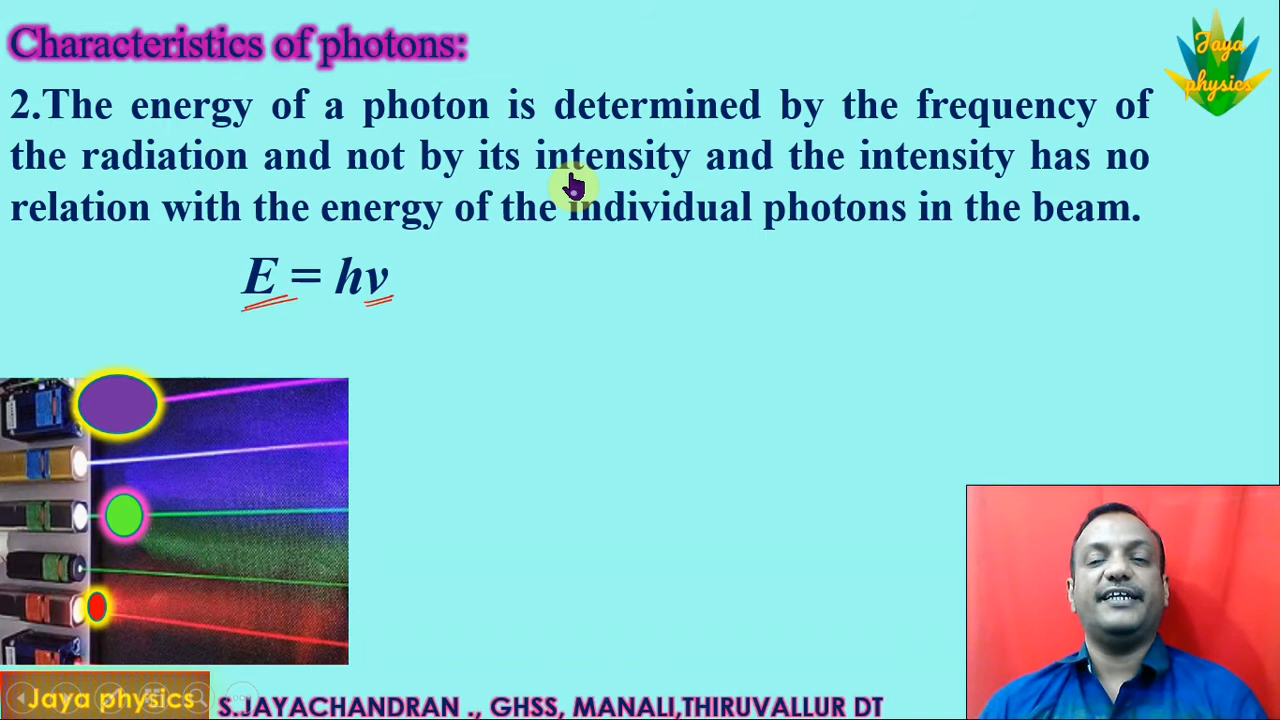 Characteristics of photons:
Jaya
physics
2.The energy of a photon is determined by the frequency of
the radiation and not by its intensity and the intensity has no
relation with the energy of the individual photons in the beam.
E = hν
Jaya physics
S.JAYACHANDRAN ., GHSS, MANALI,THIRUVALLUR DT